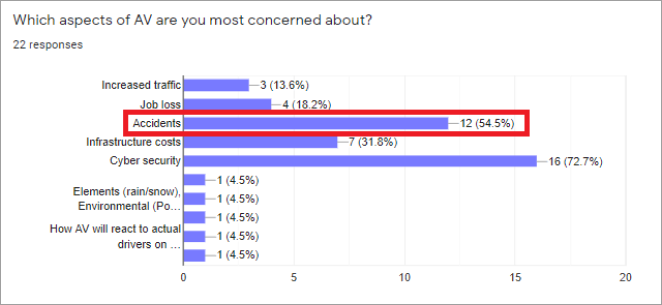 Which aspects of AV are you most concerned about?
22 responses
Increased traffic 3 (13.6%)
Job loss 4 (18.2%)
Accidents 12 (54.5%)
Infrastructure costs 7 (31.8%)
Cyber security 16 (72.7%)
1 (4.5%)
Elements (rain/snow),
Environmental (Po… 1 (4.5%)
1 (4.5%)
How AV will react to actual
drivers on … 1 (4.5%)
1 (4.5%)
0 5 10 15 20